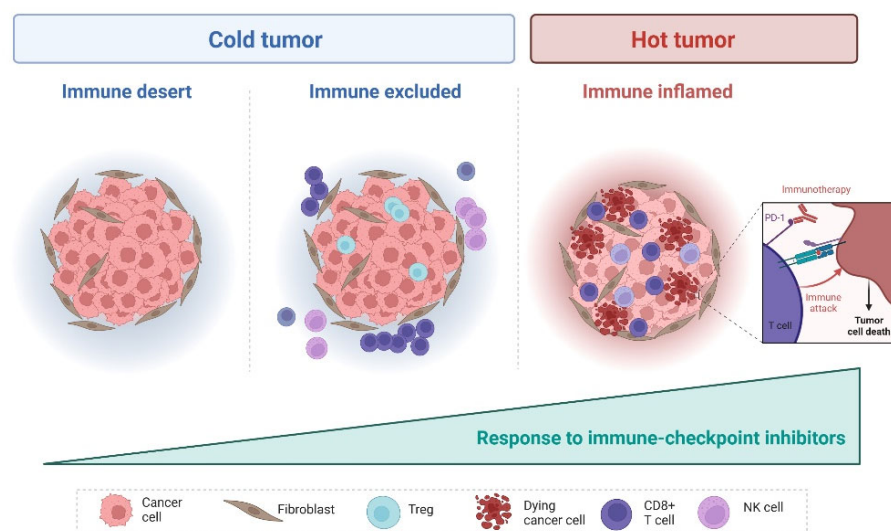 Cold tumor
Hot tumor
Immune desert
Immune excluded
Immune inflamed
Immunotherapy
PD-1
Immune
attack
T cell
Tumor
cell death
Response to immune-checkpoint inhibitors
Cancer
cell
Fibroblast
Treg
Dying
cancer cell
CD8+
T cell
NK cell